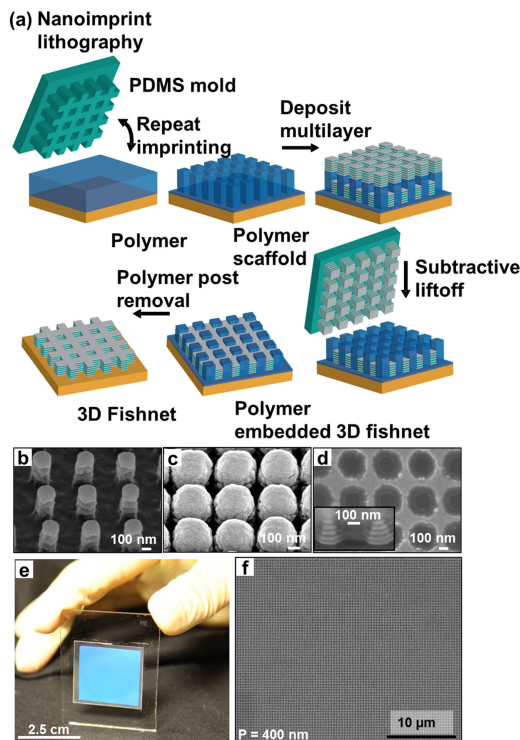 (a) Nanoimprint
lithography
PDMS mold
Repeat
imprinting
Deposit
multilayer
Polymer
Polymer
scaffold
Subtractive
liftoff
Polymer post
removal
3D Fishnet
Polymer
embedded 3D fishnet
b
100 nm
c
100 nm
d
100 nm
100 nm
e
2.5 cm
f
P = 400 nm
10 µm